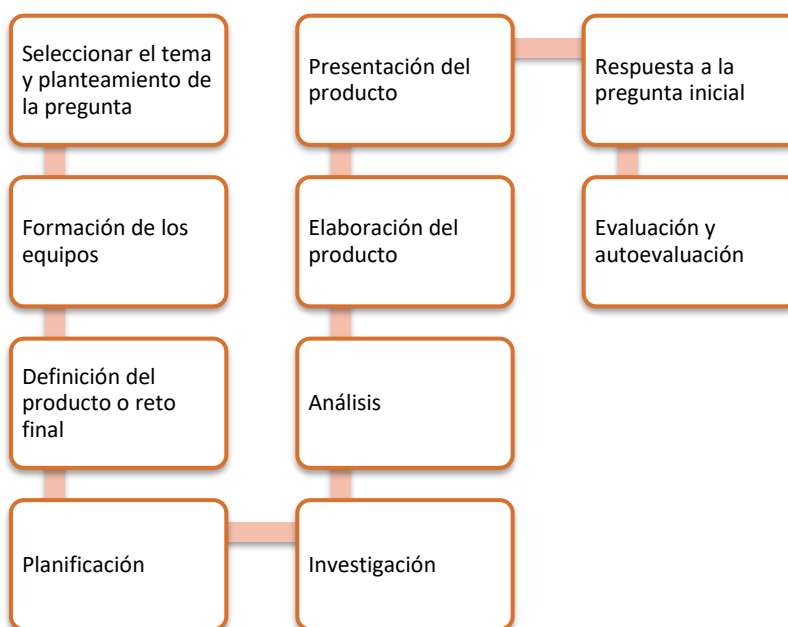 Seleccionar el tema
y planteamiento de
la pregunta
Formación de los
equipos
Definición del
producto o reto
final
Planificación
Investigación
Análisis
Elaboración del
producto
Presentación del
producto
Respuesta a la
pregunta inicial
Evaluación y
autoevaluación